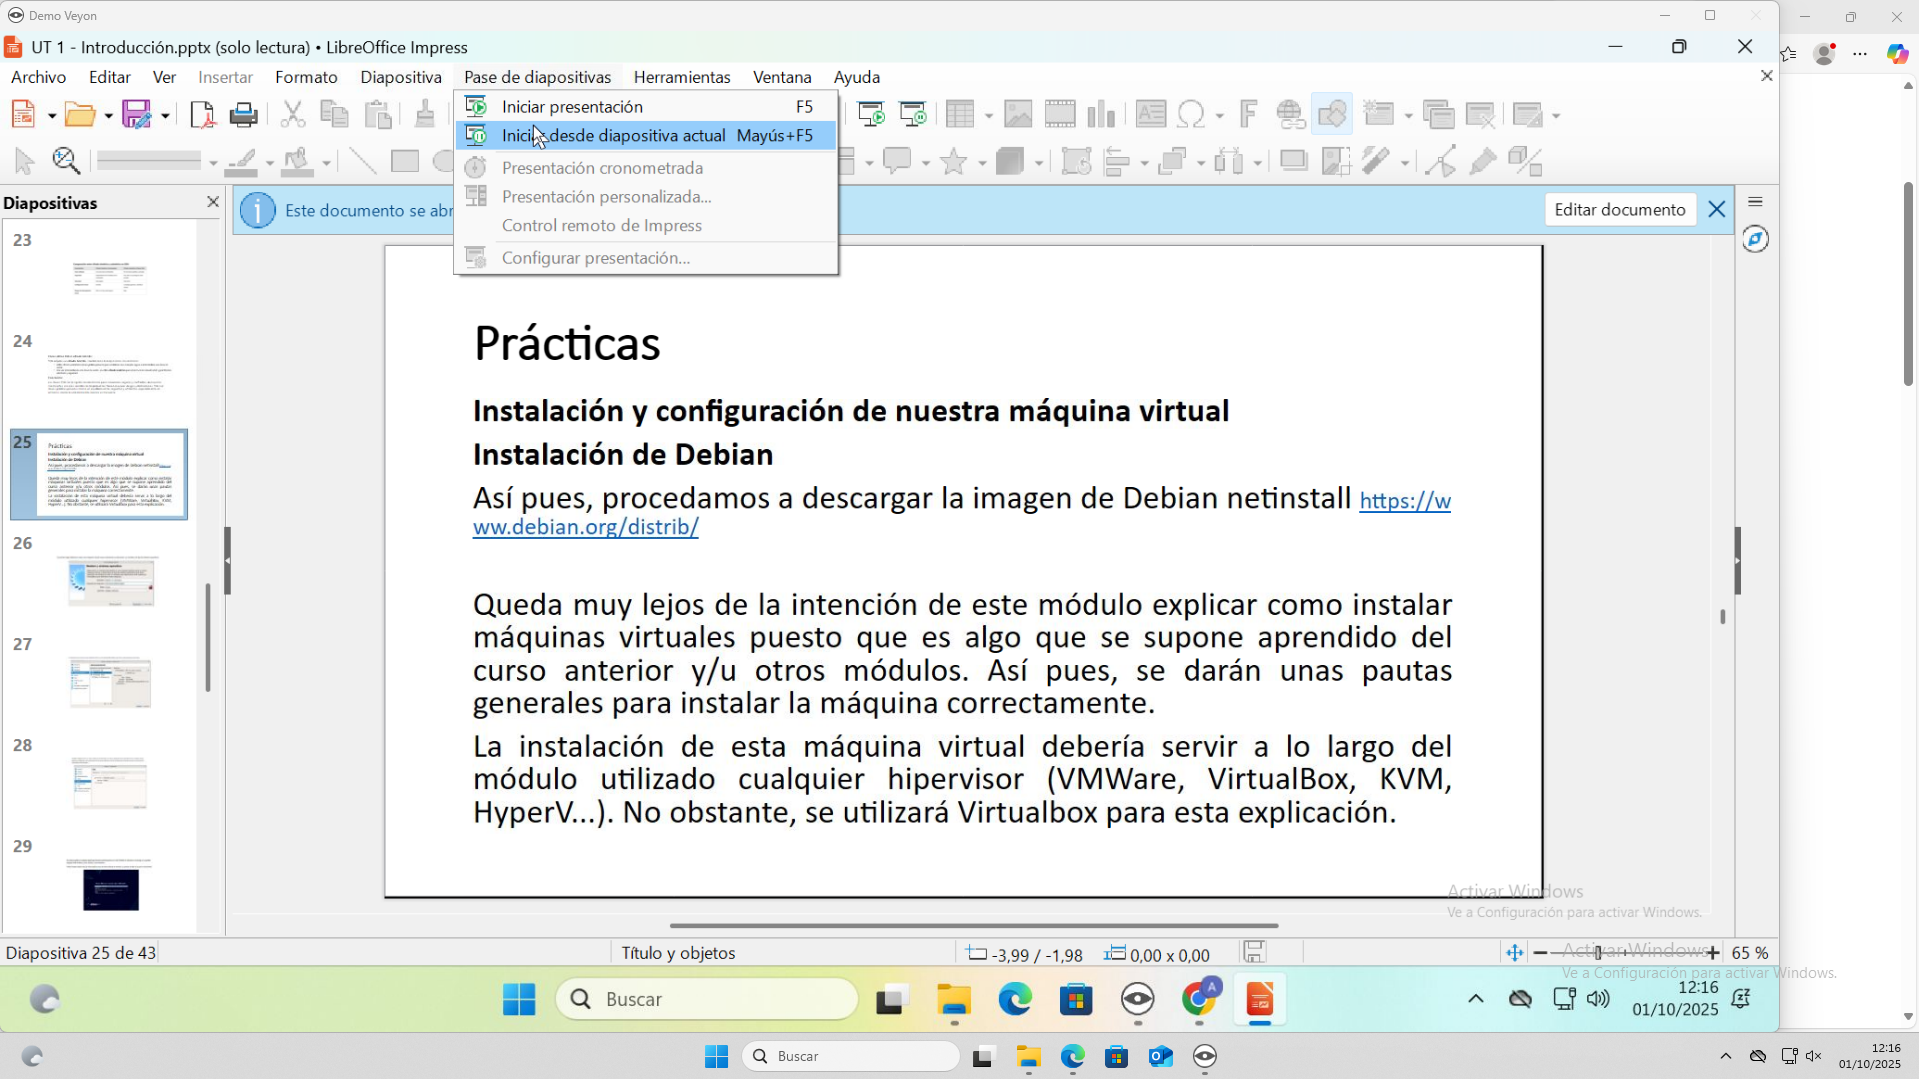 Demo Veyon
UT 1 - Introducción.pptx (solo lectura) • LibreOffice Impress
Archivo Editar Ver Insertar Formato Diapositiva Pase de diapositivas Herramientas Ventana Ayuda
Iniciar presentación F5
Iniciar desde diapositiva actual Mayús+F5
Presentación cronometrada
Presentación personalizada...
Control remoto de Impress
Configurar presentación...
Diapositivas
Este documento se abr
Editar documento
23
24
25
26
27
28
29
Prácticas
Instalación y configuración de nuestra máquina virtual
Instalación de Debian
Así pues, procedamos a descargar la imagen de Debian netinstall https://w
ww.debian.org/distrib/
Queda muy lejos de la intención de este módulo explicar como instalar
máquinas virtuales puesto que es algo que se supone aprendido del
curso anterior y/u otros módulos. Así pues, se darán unas pautas
generales para instalar la máquina correctamente.
La instalación de esta máquina virtual debería servir a lo largo del
módulo utilizado cualquier hipervisor (VMWare, VirtualBox, KVM,
HyperV...). No obstante, se utilizará Virtualbox para esta explicación.
Activar Windows
Ve a Configuración para activar Windows.
Diapositiva 25 de 43
Título y objetos
-3,99 / -1,98
0,00 x 0,00
65 %
Activar Windows
Ve a Configuración para activar Windows.
Buscar
A
12:16
01/10/2025
Buscar
12:16
01/10/2025